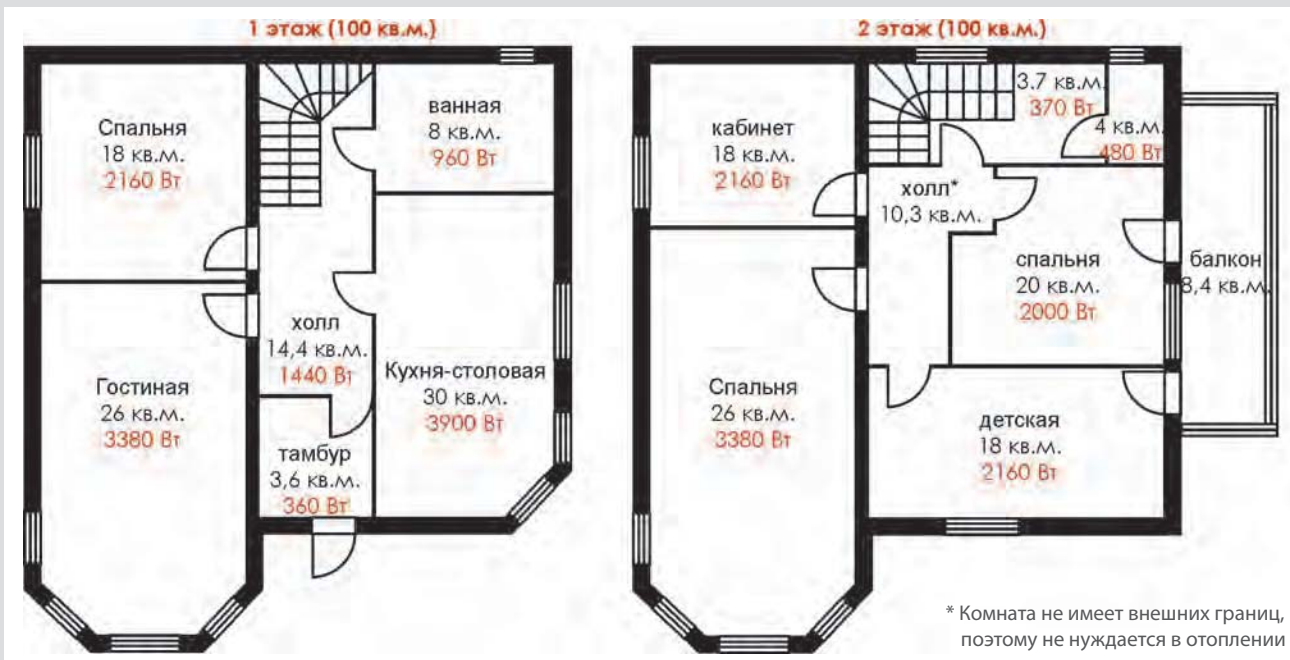 1 этаж (100 кв.м.)
Спальня
18 кв.м.
2160 Вт
ванная
8 кв.м.
960 Вт
холл
14,4 кв.м.
1440 Вт
Кухня-столовая
30 кв.м.
3900 Вт
Гостиная
26 кв.м.
3380 Вт
тамбур
3,6 кв.м.
360 Вт
2 этаж (100 кв.м.)
кабинет
18 кв.м.
2160 Вт
3.7 кв.м.
370 Вт
4 кв.м.
480 Вт
холл*
10,3 кв.м.
спальня
20 кв.м.
2000 Вт
балкон
8,4 кв.м.
Спальня
26 кв.м.
3380 Вт
детская
18 кв.м.
2160 Вт
* Комната не имеет внешних границ,
поэтому не нуждается в отоплении